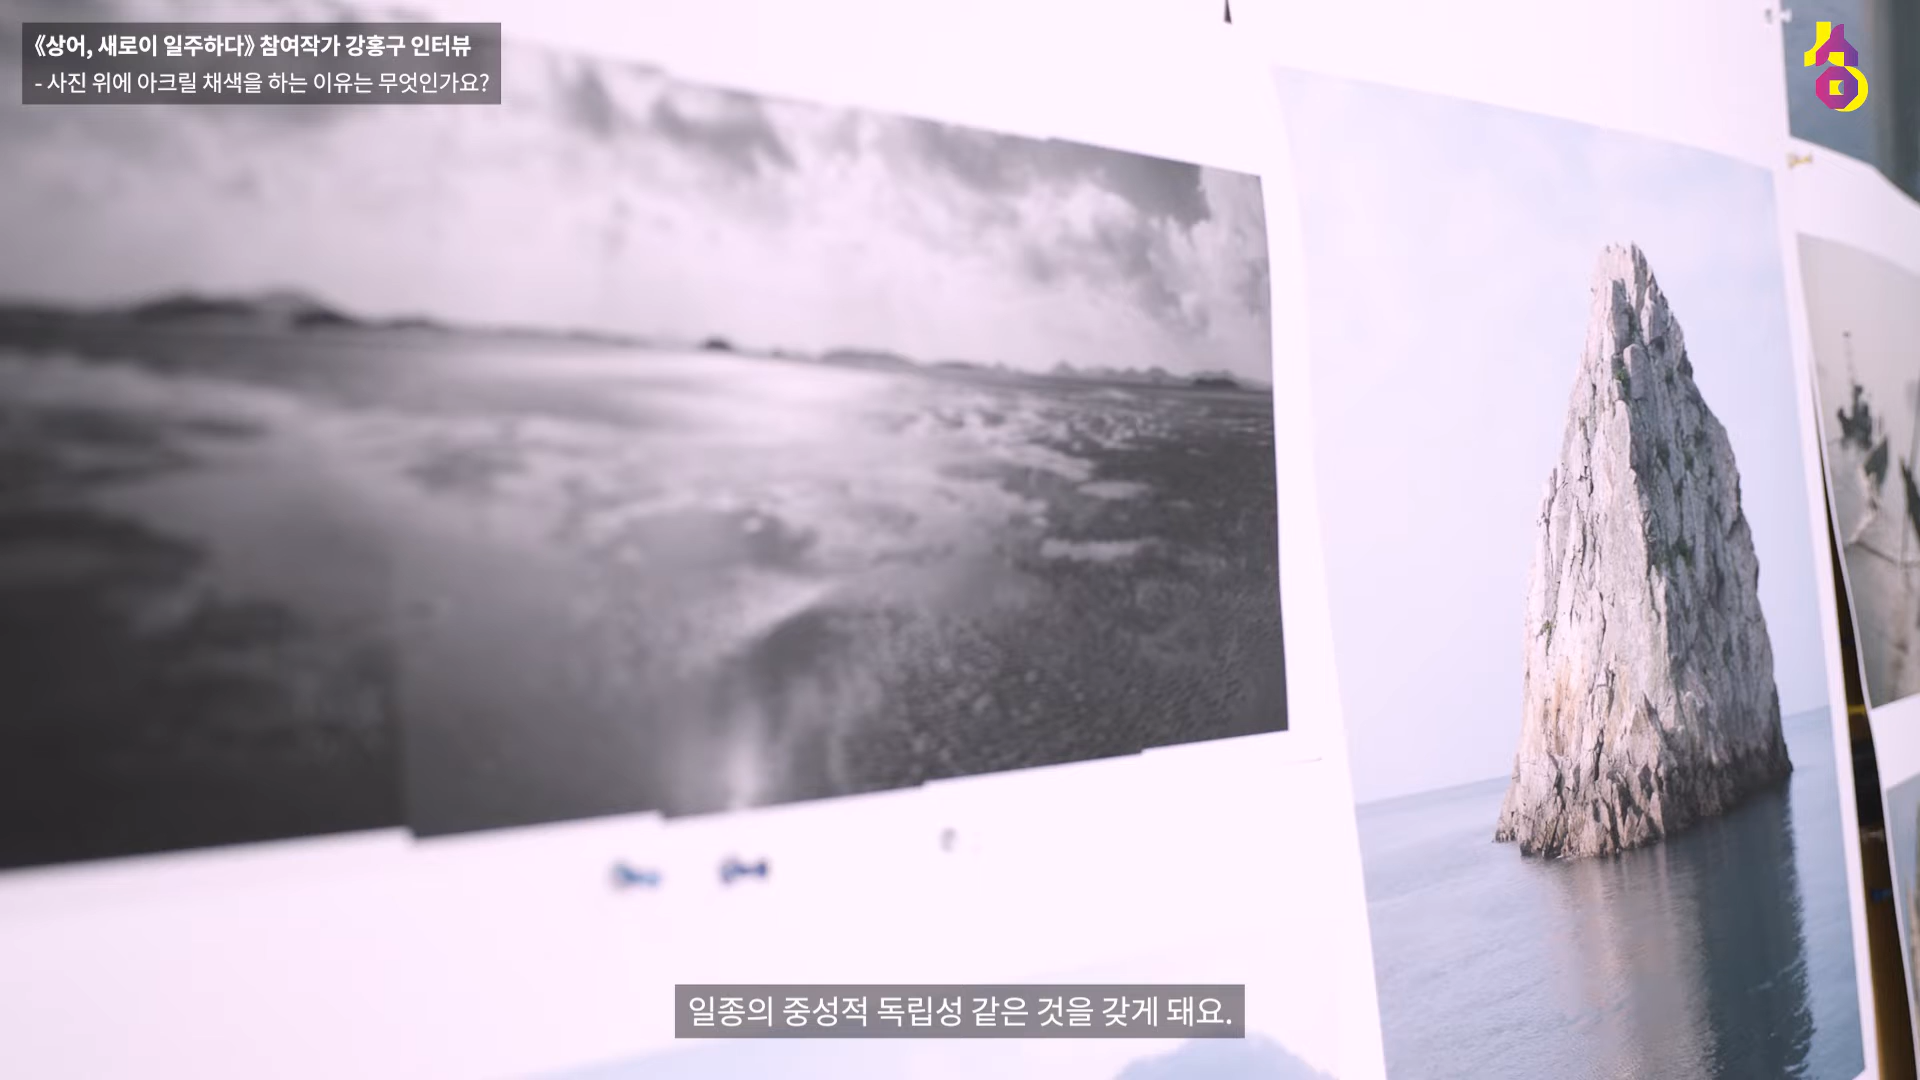 《상어, 새로이 일주하다》 참여작가 강홍구 인터뷰
- 사진 위에 아크릴 채색을 하는 이유는 무엇인가요?
일종의 중성적 독립성 같은 것을 갖게 돼요.